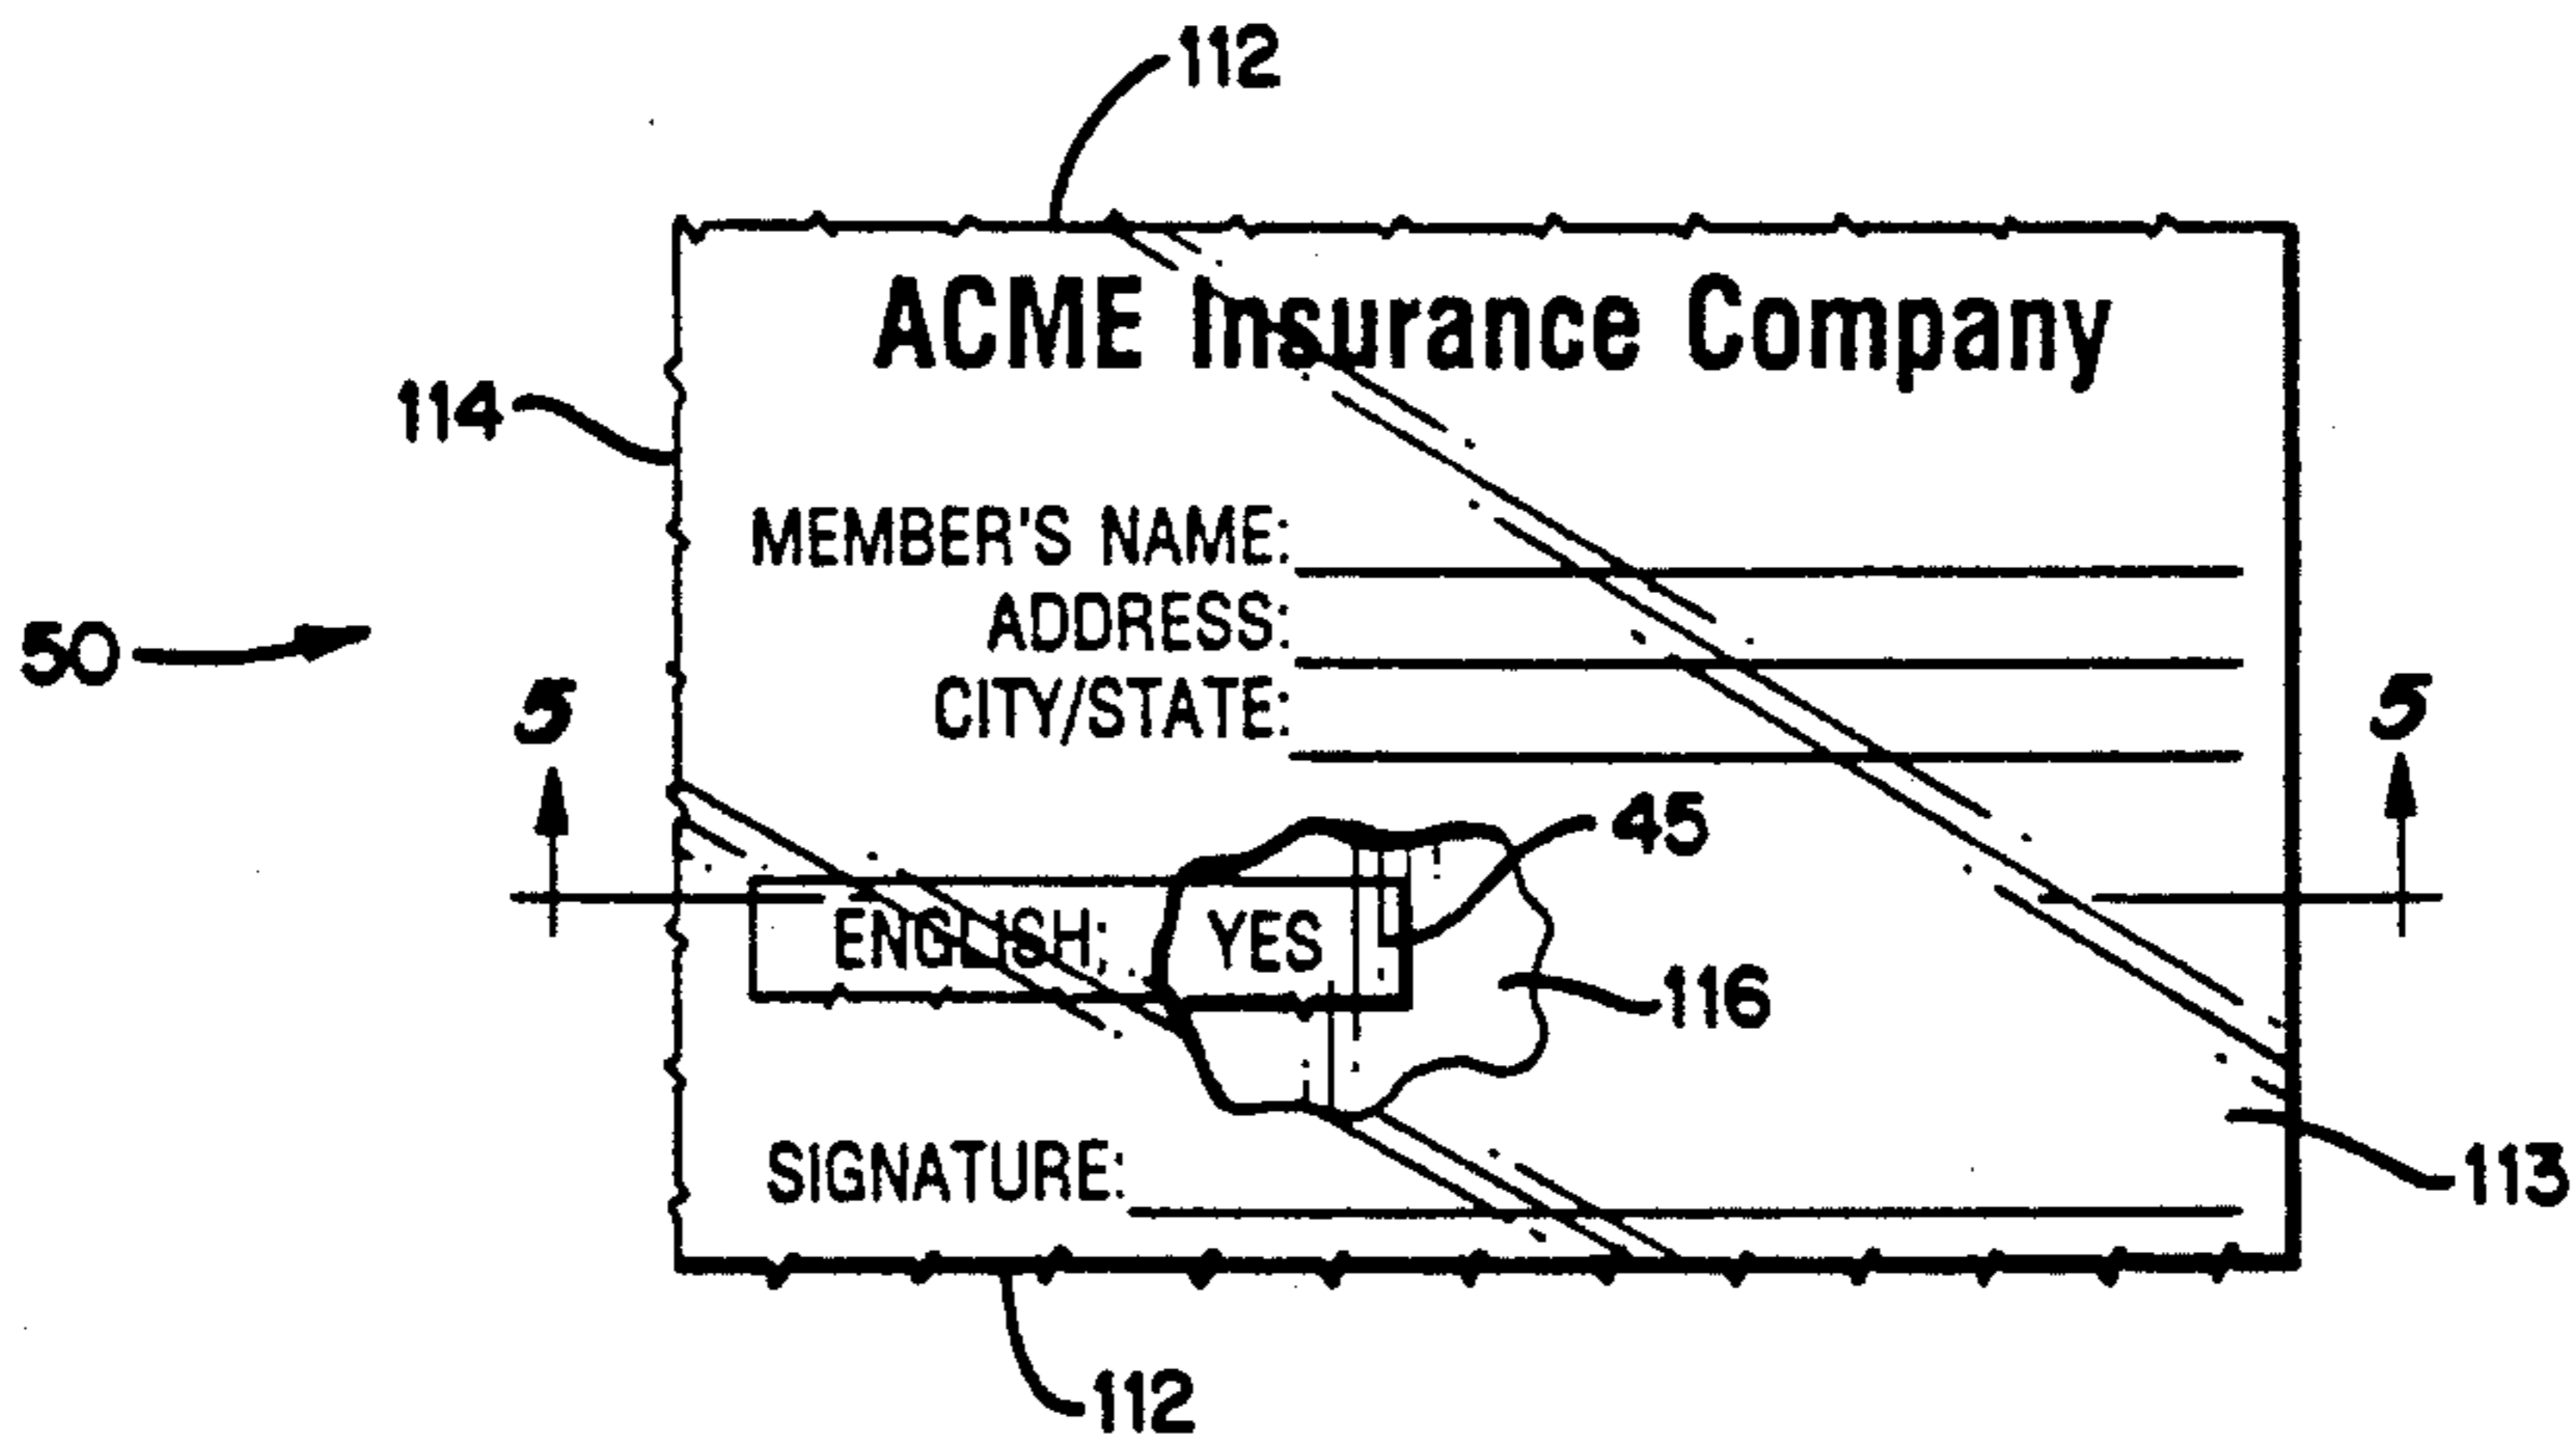 112
ACME Insurance Company
114
MEMBER'S NAME:
ADDRESS:
50
CITY/STATE:
5 5
45
ENGLISH: YES
116
SIGNATURE:
113
112